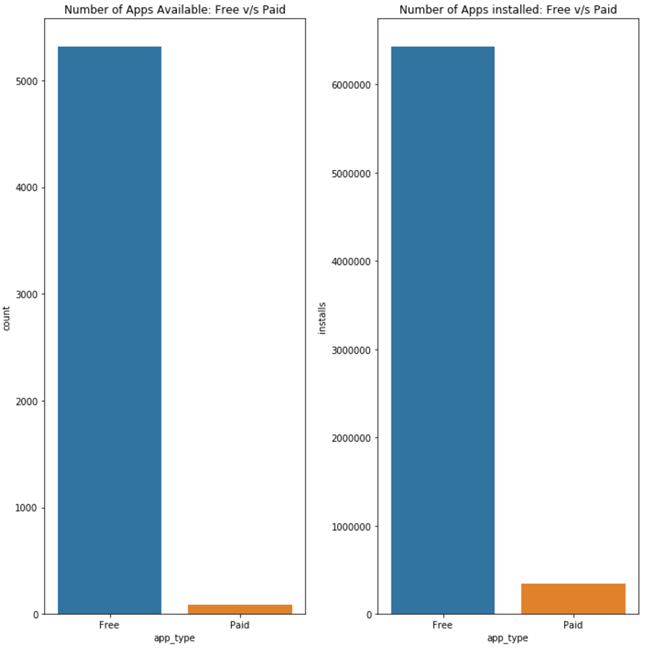 Number of Apps Available: Free v/s Paid
5000
4000
3000
2000
1000
0
count
Free Paid
app_type
Number of Apps installed: Free v/s Paid
6000000
5000000
4000000
3000000
2000000
1000000
0
installs
Free Paid
app_type